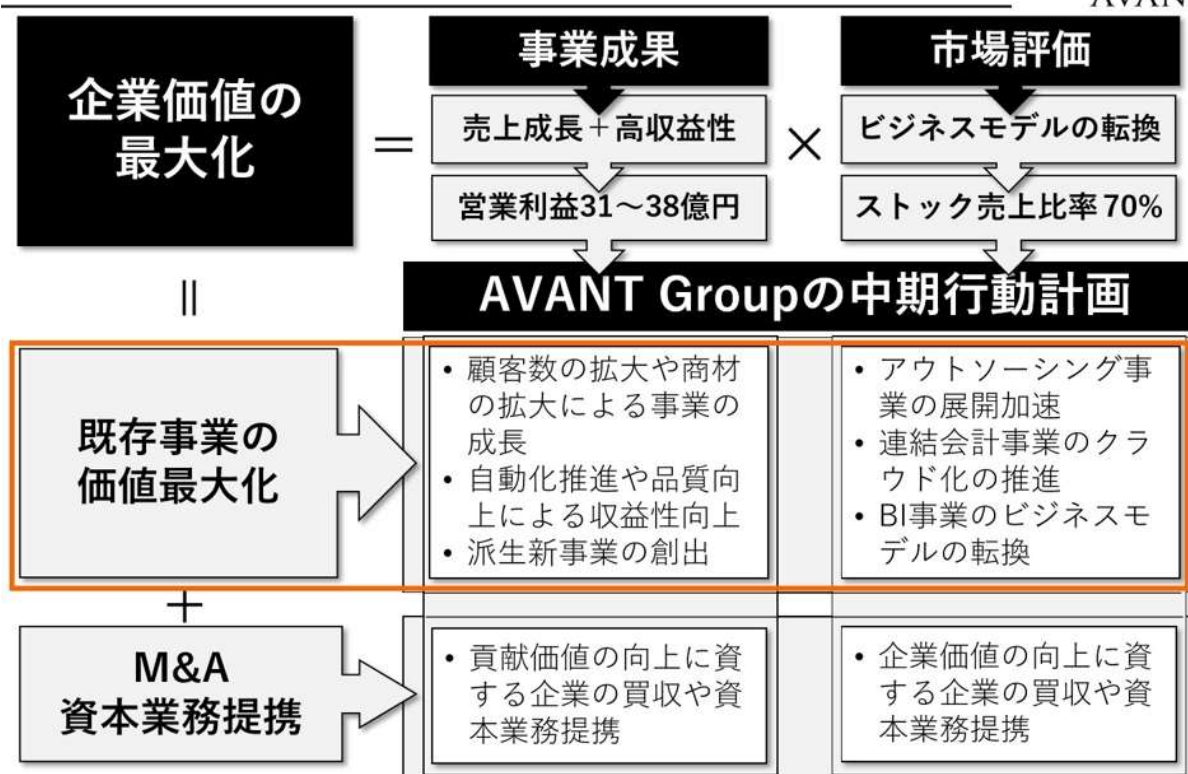 AVAN
企業価値の
最大化
＝
事業成果
売上成長＋高収益性
営業利益31～38億円
×
市場評価
ビジネスモデルの転換
ストック売上比率 70%
AVANT Groupの中期行動計画
＝
既存事業の
価値最大化
• 顧客数の拡大や商材
の拡大による事業の
成長
• 自動化推進や品質向
上による収益性向上
• 派生新事業の創出
• アウトソーシング事
業の展開加速
• 連結会計事業のクラ
ウド化の推進
• BI事業のビジネスモ
デルの転換
＋
M&A
資本業務提携
• 貢献価値の向上に資
する企業の買収や資
本業務提携
• 企業価値の向上に資
する企業の買収や資
本業務提携